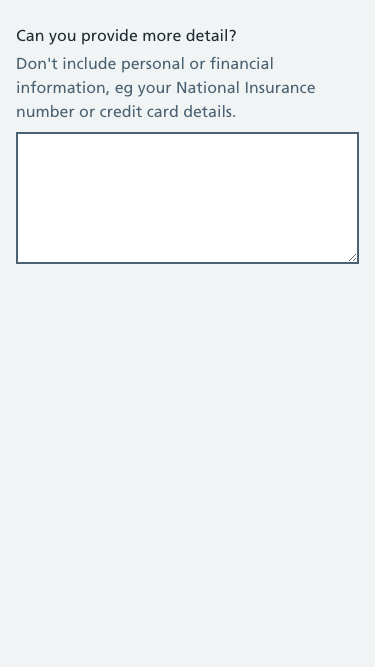 Can you provide more detail?
Don't include personal or financial
information, eg your National Insurance
number or credit card details.